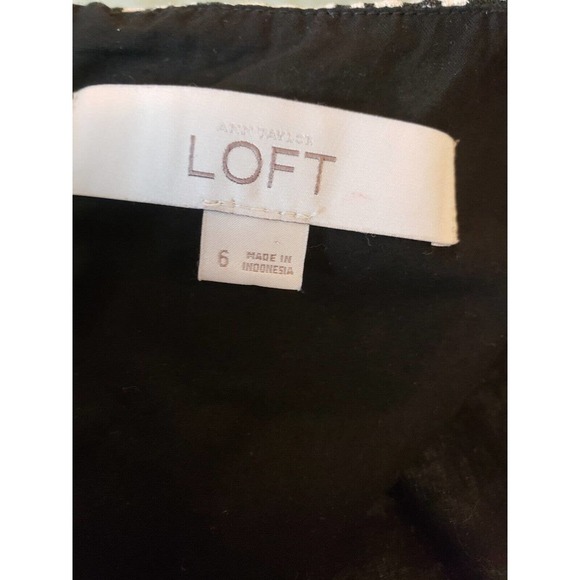 ANN TAYLOR
LOFT
6
MADE IN
INDONESIA